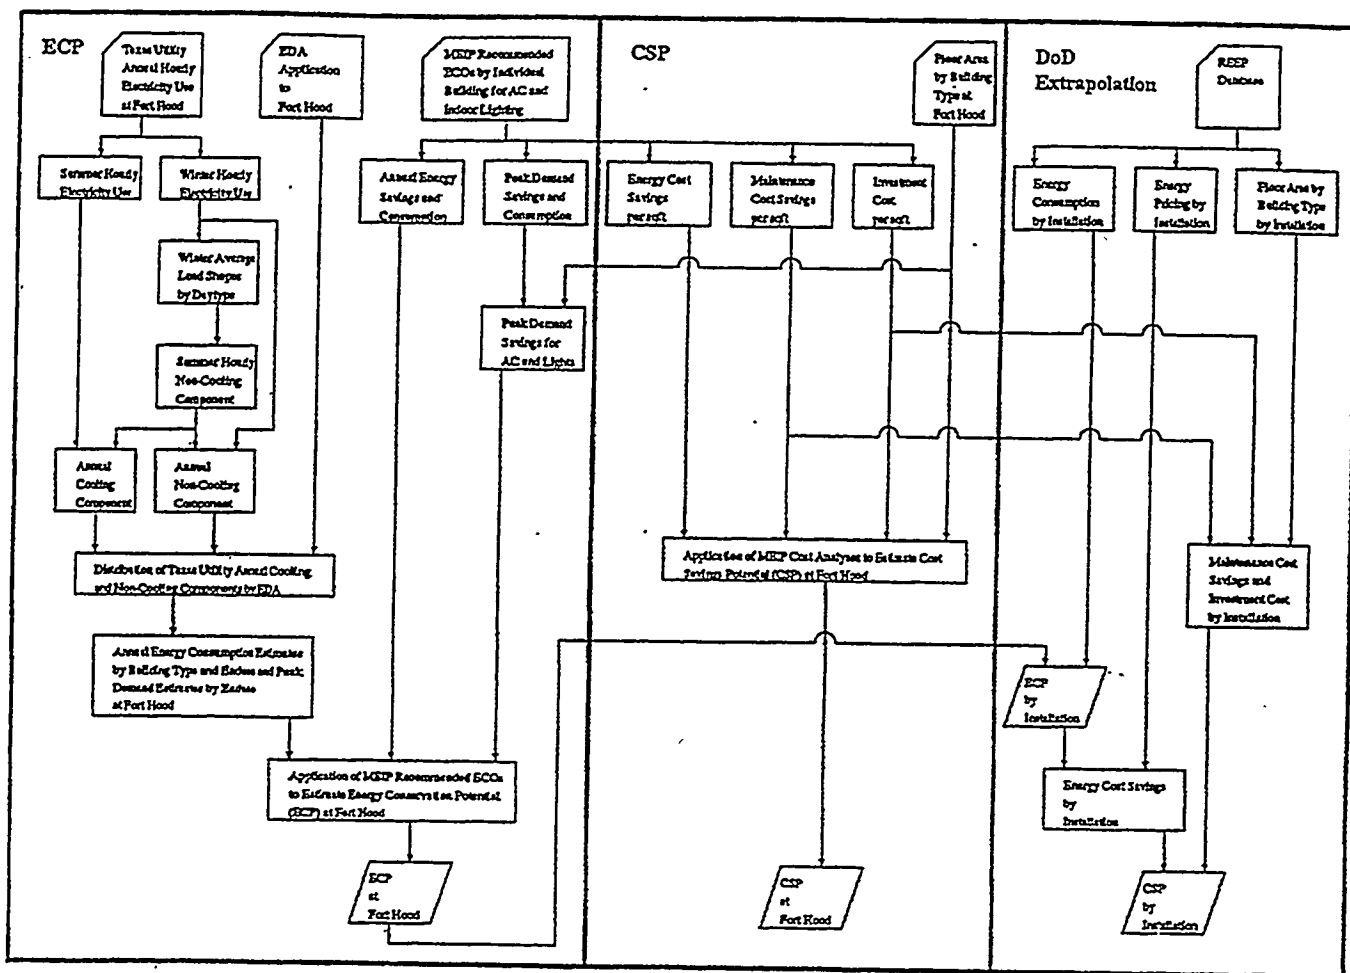 ECP
Texas Utility
Annual Hourly
Electricity Use
at Fort Hood
EDA
Application
to
Fort Hood
MEIP Recommended
ECOs by Individual
Building for AC and
Indoor Lighting
Summer Hourly
Electricity Use
Winter Hourly
Electricity Use
Annual Energy
Savings and
Consumption
Peak Demand
Savings and
Consumption
Winter Average
Load Shapes
by Daytype
Summer Hourly
Non-Cooling
Component
Peak Demand
Savings for
AC and Lights
Annual
Cooling
Component
Annual
Non-Cooling
Component
Distribution of Texas Utility Annual Cooling
and Non-Cooling Components by EDA
Annual Energy Consumption Estimates
by Building Type and Enduse and Peak
Demand Estimates by Enduse
at Fort Hood
Application of MEIP Recommended ECOs
to Estimate Energy Conservation Potential
(ECP) at Fort Hood
ECP
at
Fort Hood
CSP
Floor Area
by Building
Type at
Fort Hood
Energy Cost
Savings
per sqft
Maintenance
Cost Savings
per sqft
Investment
Cost
per sqft
Application of MEIP Cost Analyses to Estimate Cost
Savings Potential (CSP) at Fort Hood
CSP
at
Fort Hood
DoD
Extrapolation
REEP
Database
Energy
Consumption
by Installation
Energy
Pricing by
Installation
Floor Area by
Building Type
by Installation
Maintenance Cost
Savings and
Investment Cost
by Installation
ECP
by
Installation
Energy Cost Savings
by
Installation
CSP
by
Installation